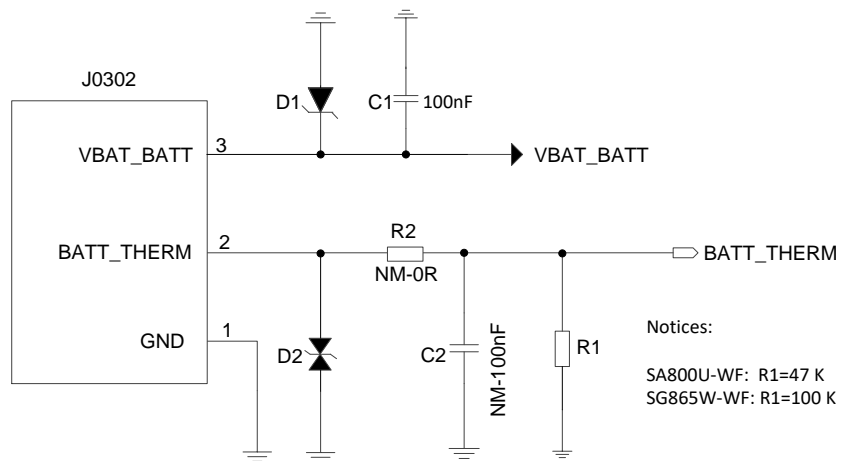 J0302
D1
C1
100nF
VBAT_BATT
3
VBAT_BATT
BATT_THERM
2
R2
NM-0R
BATT_THERM
GND
1
D2
C2
NM-100nF
R1
Notices:
SA800U-WF: R1=47 K
SG865W-WF: R1=100 K